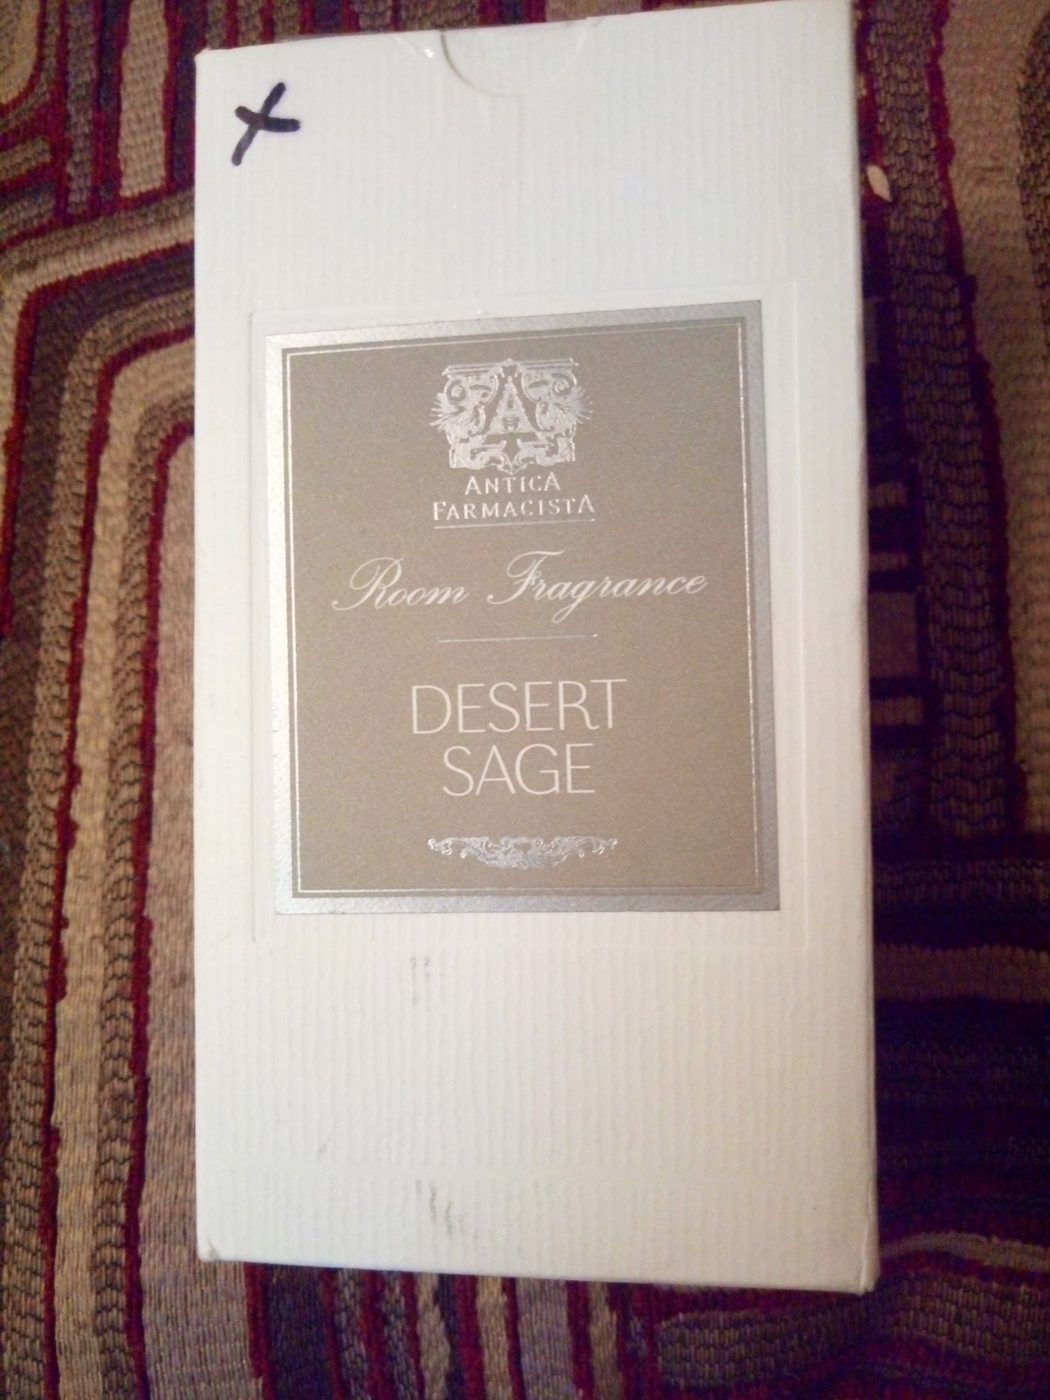 X
A
ANTICA
FARMACISTA
Room Fragrance
DESERT
SAGE